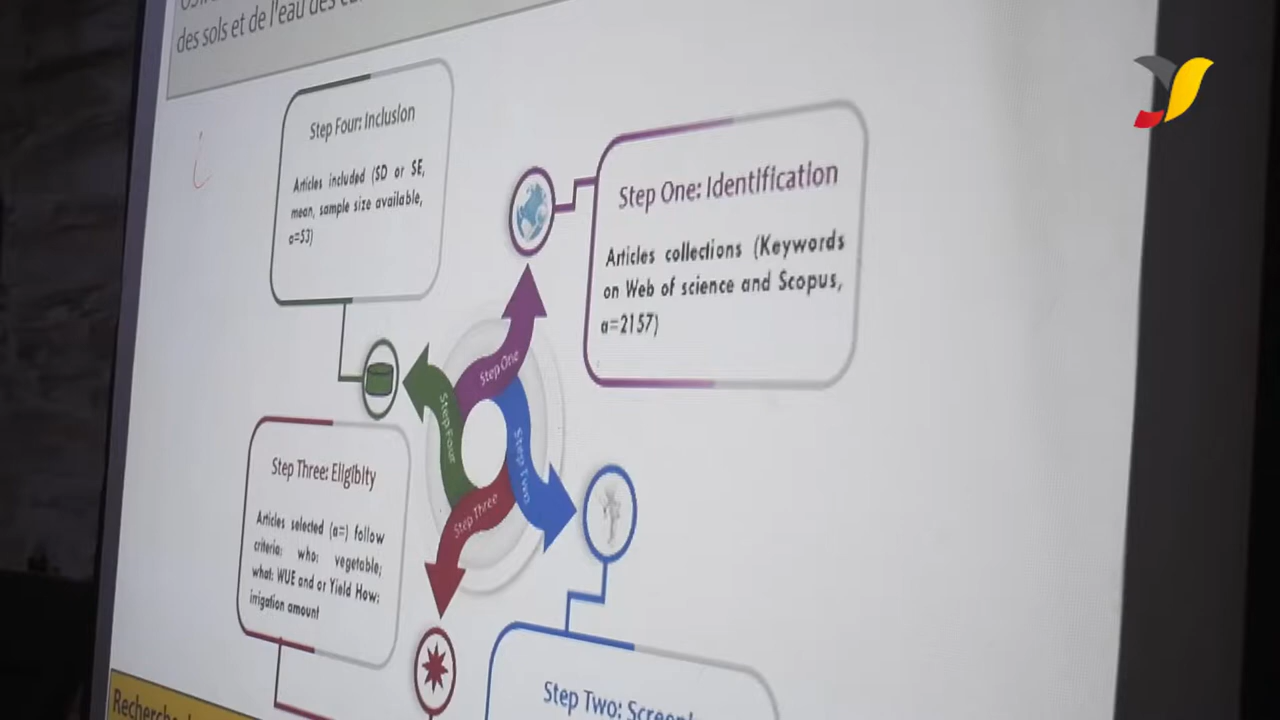 des sols et de l'eau des
Step Four: Inclusion
Articles included (SD or SE,
mean, sample size available,
a=53)
Step One: Identification
Articles collections (Keywords
on Web of science and Scopus,
a=2157)
Step One
Step Two
Step Three
Step Four
Step Three: Eligibity
Articles selected (a=) follow
criteria: who: vegetable;
what: WUE and or Yield How:
irrigation amount
Step Two: